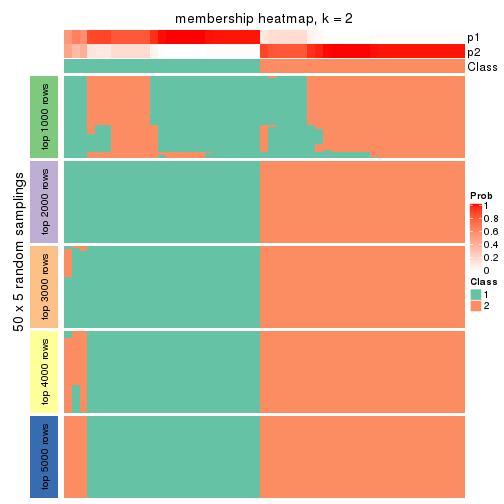 membership heatmap, k = 2
p1
p2
Class
50 x 5 random samplings
top 1000 rows
top 2000 rows
top 3000 rows
top 4000 rows
top 5000 rows
Prob
1
0.8
0.6
0.4
0.2
0
Class
1
2